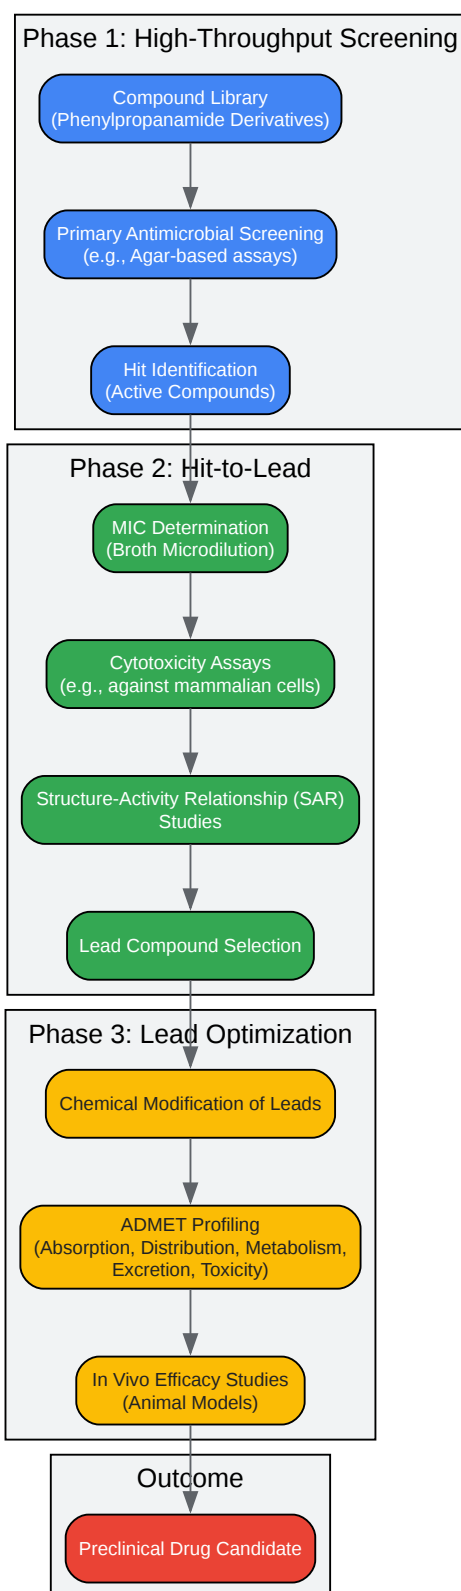 Phase 1: High-Throughput Screening
Compound Library
(Phenylpropanamide Derivatives)
Primary Antimicrobial Screening
(e.g., Agar-based assays)
Hit Identification
(Active Compounds)
Phase 2: Hit-to-Lead
MIC Determination
(Broth Microdilution)
Cytotoxicity Assays
(e.g., against mammalian cells)
Structure-Activity Relationship (SAR)
Studies
Lead Compound Selection
Phase 3: Lead Optimization
Chemical Modification of Leads
ADMET Profiling
(Absorption, Distribution, Metabolism,
Excretion, Toxicity)
In Vivo Efficacy Studies
(Animal Models)
Outcome
Preclinical Drug Candidate